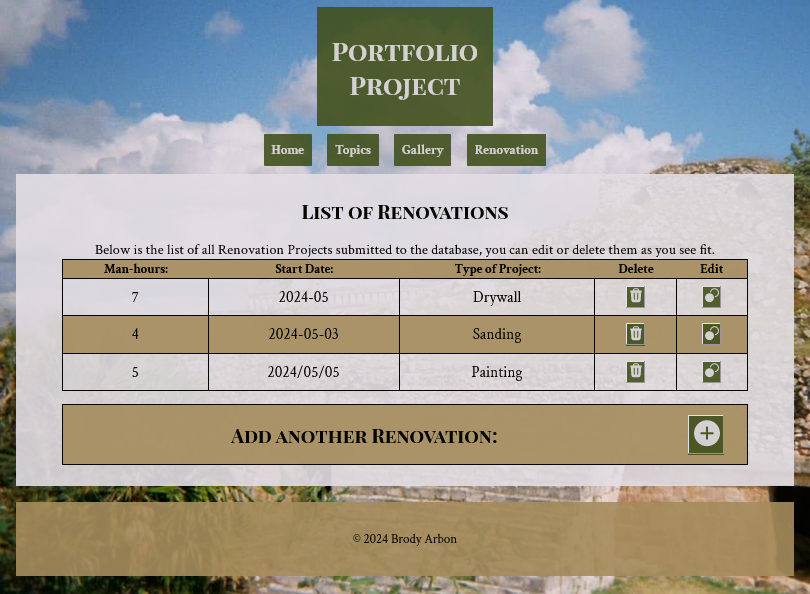 Portfolio
Project
Home Topics Gallery Renovation
List of Renovations
Below is the list of all Renovation Projects submitted to the database, you can edit or delete them as you see fit.
Man-hours: Start Date: Type of Project: Delete Edit
7 2024-05 Drywall
4 2024-05-03 Sanding
5 2024/05/05 Painting
Add another Renovation:
© 2024 Brody Arbon